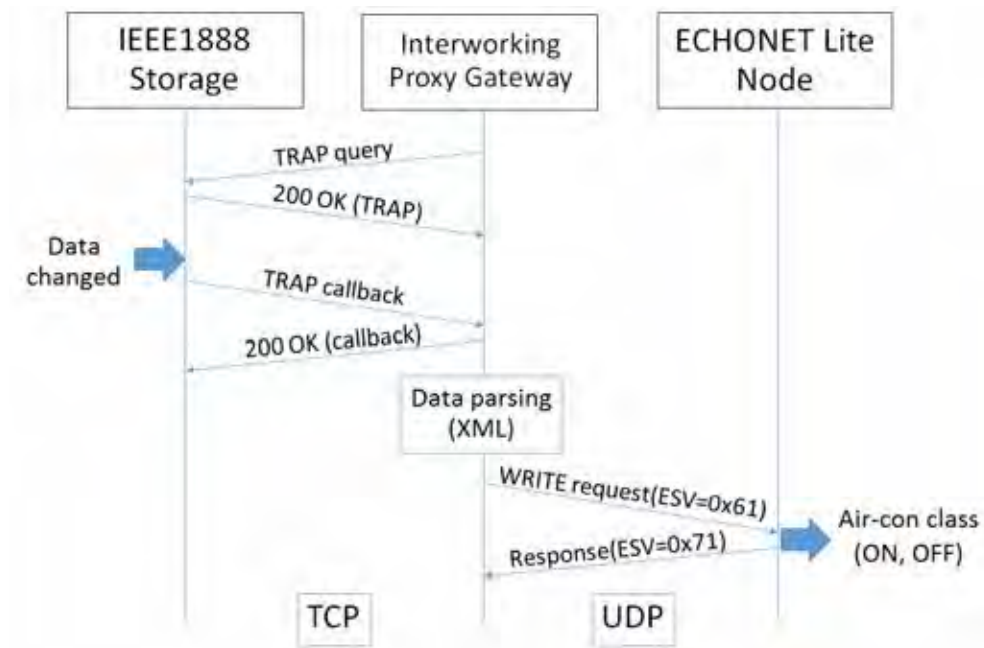 IEEE1888
Storage
Interworking
Proxy Gateway
ECHONET Lite
Node
TRAP query
200 OK (TRAP)
Data
changed
TRAP callback
200 OK (callback)
Data parsing
(XML)
WRITE request(ESV=0x61)
Air-con class
(ON, OFF)
Response(ESV=0x71)
TCP
UDP